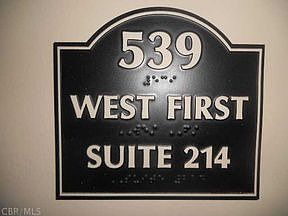 539
WEST FIRST
SUITE 214
CBR/MLS